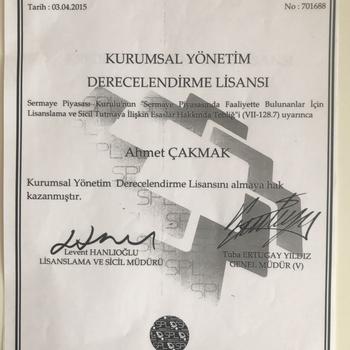 Tarih : 03.04.2015 No : 701688
KURUMSAL YÖNETİM
DERECELENDİRME LİSANSI
Sermaye Piyasası Kurulu'nun "Sermaye Piyasasında Faaliyette Bulunanlar İçin
Lisanslama ve Sicil Tutmaya İlişkin Esaslar Hakkında Tebliğ"i (VII-128.7) uyarınca
Ahmet ÇAKMAK
Kurumsal Yönetim Derecelendirme Lisansını almaya hak
kazanmıştır.
Levent HANLIOĞLU Tuba ERTUGAY YILDIZ
LİSANSLAMA VE SİCİL MÜDÜRÜ GENEL MÜDÜR (V)